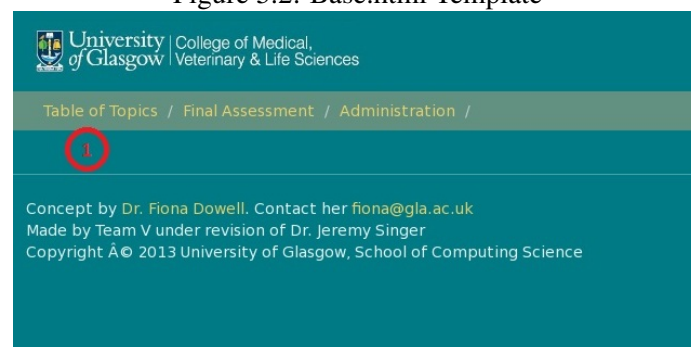 Figure 3.2: Base.html Template
University of Glasgow | College of Medical, Veterinary & Life Sciences
Table of Topics / Final Assessment / Administration /
1
Concept by Dr. Fiona Dowell. Contact her fiona@gla.ac.uk
Made by Team V under revision of Dr. Jeremy Singer
Copyright Â© 2013 University of Glasgow, School of Computing Science